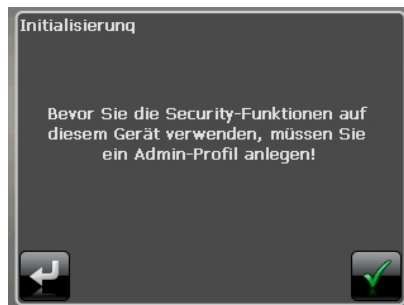 Initialisierung
Bevor Sie die Security-Funktionen auf
diesem Gerät verwenden, müssen Sie
ein Admin-Profil anlegen!